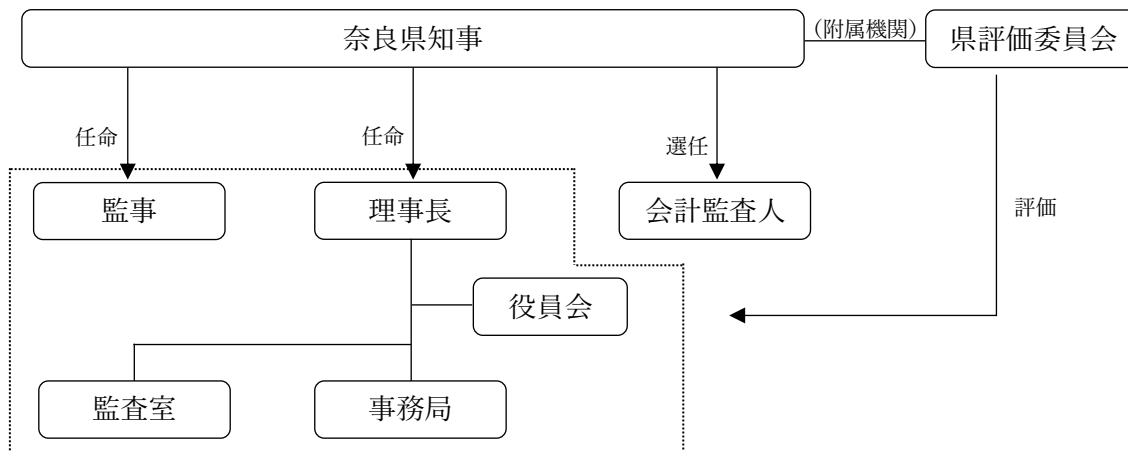 奈良県知事
(附属機関)
県評価委員会
任命
任命
選任
監事
理事長
会計監査人
評価
役員会
監査室
事務局